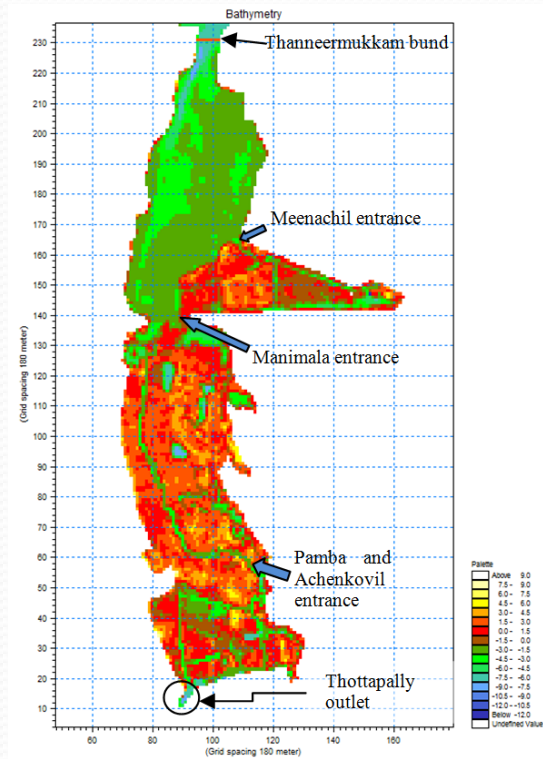 Bathymetry
Thanneermukkam bund
Meenachil entrance
Manimala entrance
Pamba and
Achenkovil
entrance
Thottapally
outlet
(Grid spacing 180 meter)
230
220
210
200
190
180
170
160
150
140
130
120
110
100
90
80
70
60
50
40
30
20
10
60 80 100 120 140 160
(Grid spacing 180 meter)
Palette
Above 9.0
7.5 - 9.0
6.0 - 7.5
4.5 - 6.0
3.0 - 4.5
1.5 - 3.0
0.0 - 1.5
-1.5 - 0.0
-3.0 - -1.5
-4.5 - -3.0
-6.0 - -4.5
-7.5 - -6.0
-9.0 - -7.5
-10.5 - -9.0
-12.0 - -10.5
Below -12.0
Undefined Value